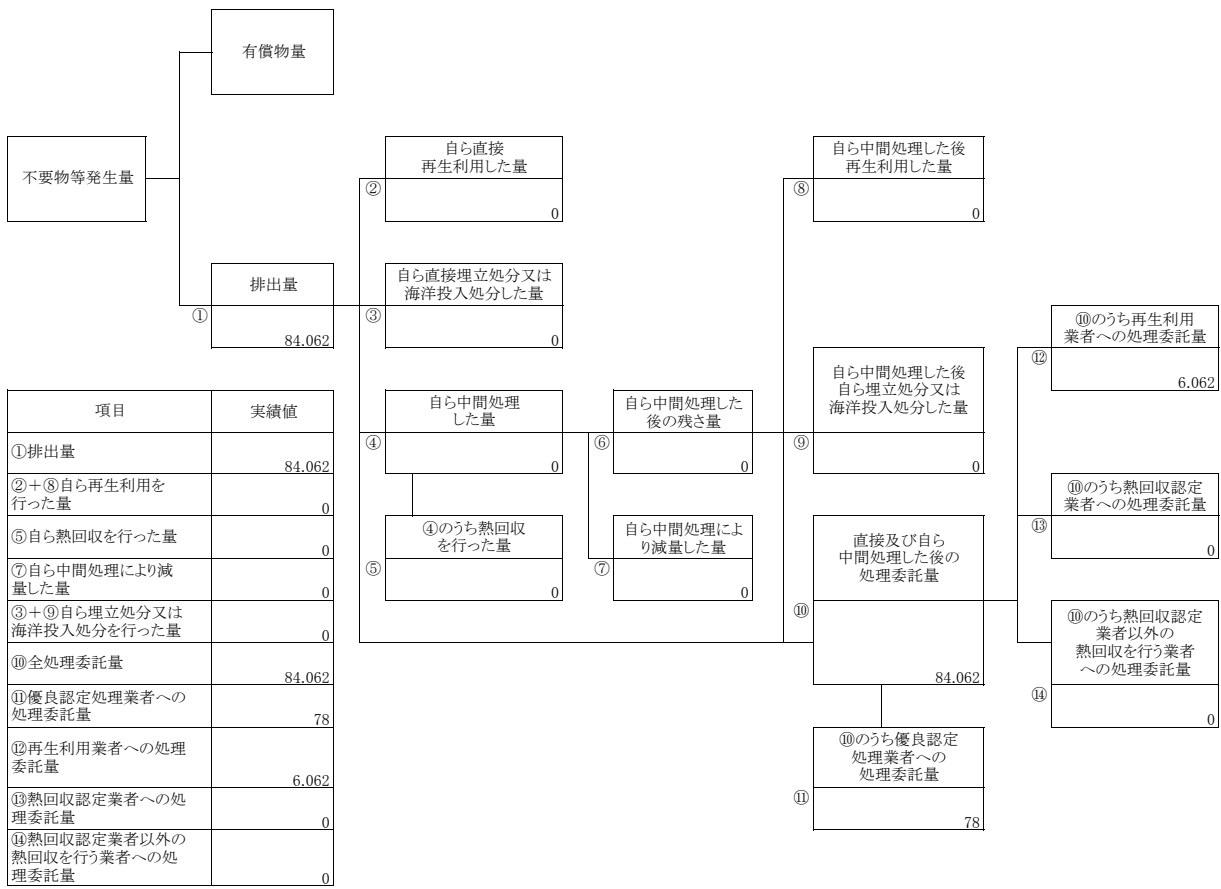 有償物量
不要物等発生量
排出量
①
84.062
自ら直接
再生利用した量
②
0
自ら直接埋立処分又は
海洋投入処分した量
③
0
自ら中間処理
した量
④
0
④のうち熱回収
を行った量
⑤
0
自ら中間処理した
後の残さ量
⑥
0
自ら中間処理によ
り減量した量
⑦
0
自ら中間処理した後
再生利用した量
⑧
0
自ら中間処理した後
自ら埋立処分又は
海洋投入処分した量
⑨
0
直接及び自ら
中間処理した後の
処理委託量
⑩
84.062
⑩のうち優良認定
処理業者への
処理委託量
⑪
78
⑩のうち再生利用
業者への処理委託量
⑫
6.062
⑩のうち熱回収認定
業者への処理委託量
⑬
0
⑩のうち熱回収認定
業者以外の
熱回収を行う業者
への処理委託量
⑭
0
項目 実績値
①排出量
84.062
②+⑧自ら再生利用を
行った量
0
⑤自ら熱回収を行った量
0
⑦自ら中間処理により減
量した量
0
③+⑨自ら埋立処分又は
海洋投入処分を行った量
0
⑩全処理委託量
84.062
⑪優良認定処理業者への
処理委託量
78
⑫再生利用業者への処理
委託量
6.062
⑬熱回収認定業者への処
理委託量
0
⑭熱回収認定業者以外の
熱回収を行う業者への処
理委託量
0